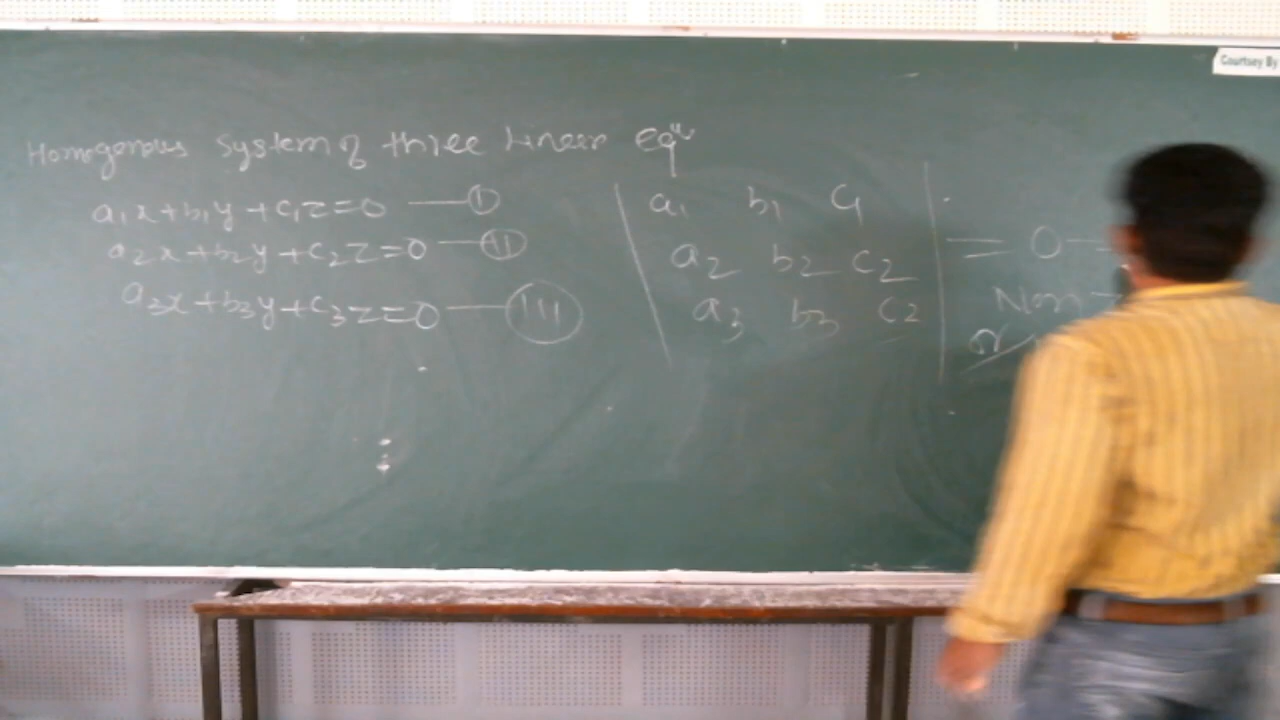 Courtsey By
Homogenous System of three Linear Eqⁿ
a₁x+b₁y+c₁z=0 — I
a₂x+b₂y+c₂z=0 — II
a₃x+b₃y+c₃z=0 — III
| a₁ b₁ c₁ |
| a₂ b₂ c₂ | = 0 —
| a₃ b₃ c₂ |
Non